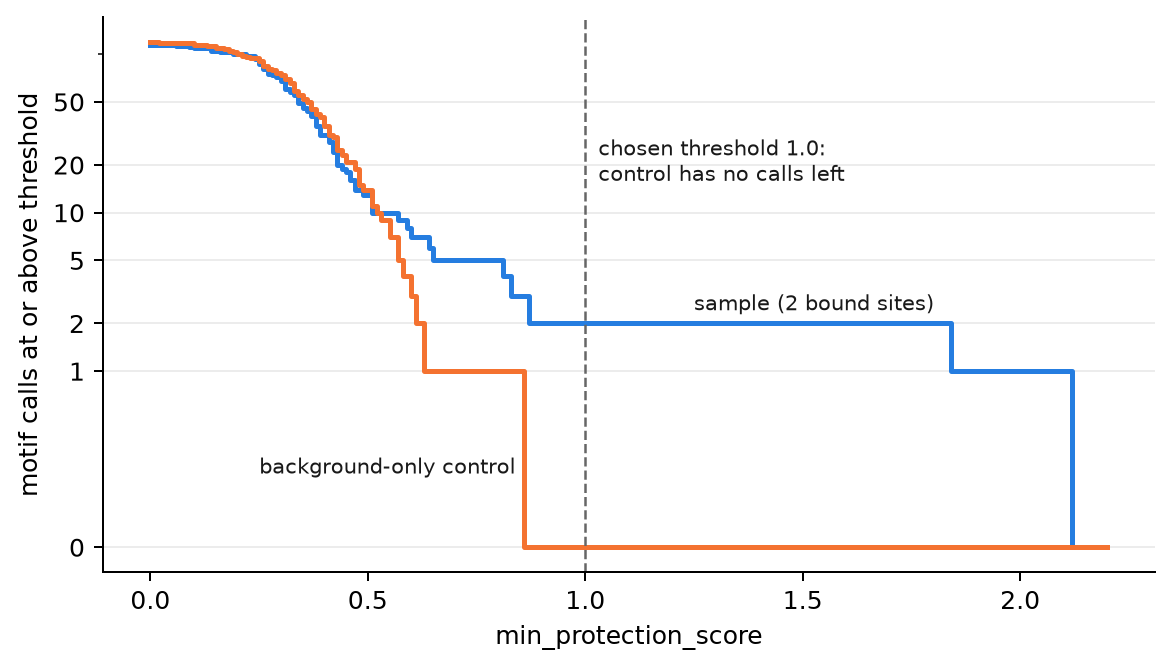 motif calls at or above threshold
50
20
10
5
2
1
0
chosen threshold 1.0:
control has no calls left
sample (2 bound sites)
background-only control
0.0 0.5 1.0 1.5 2.0
min_protection_score